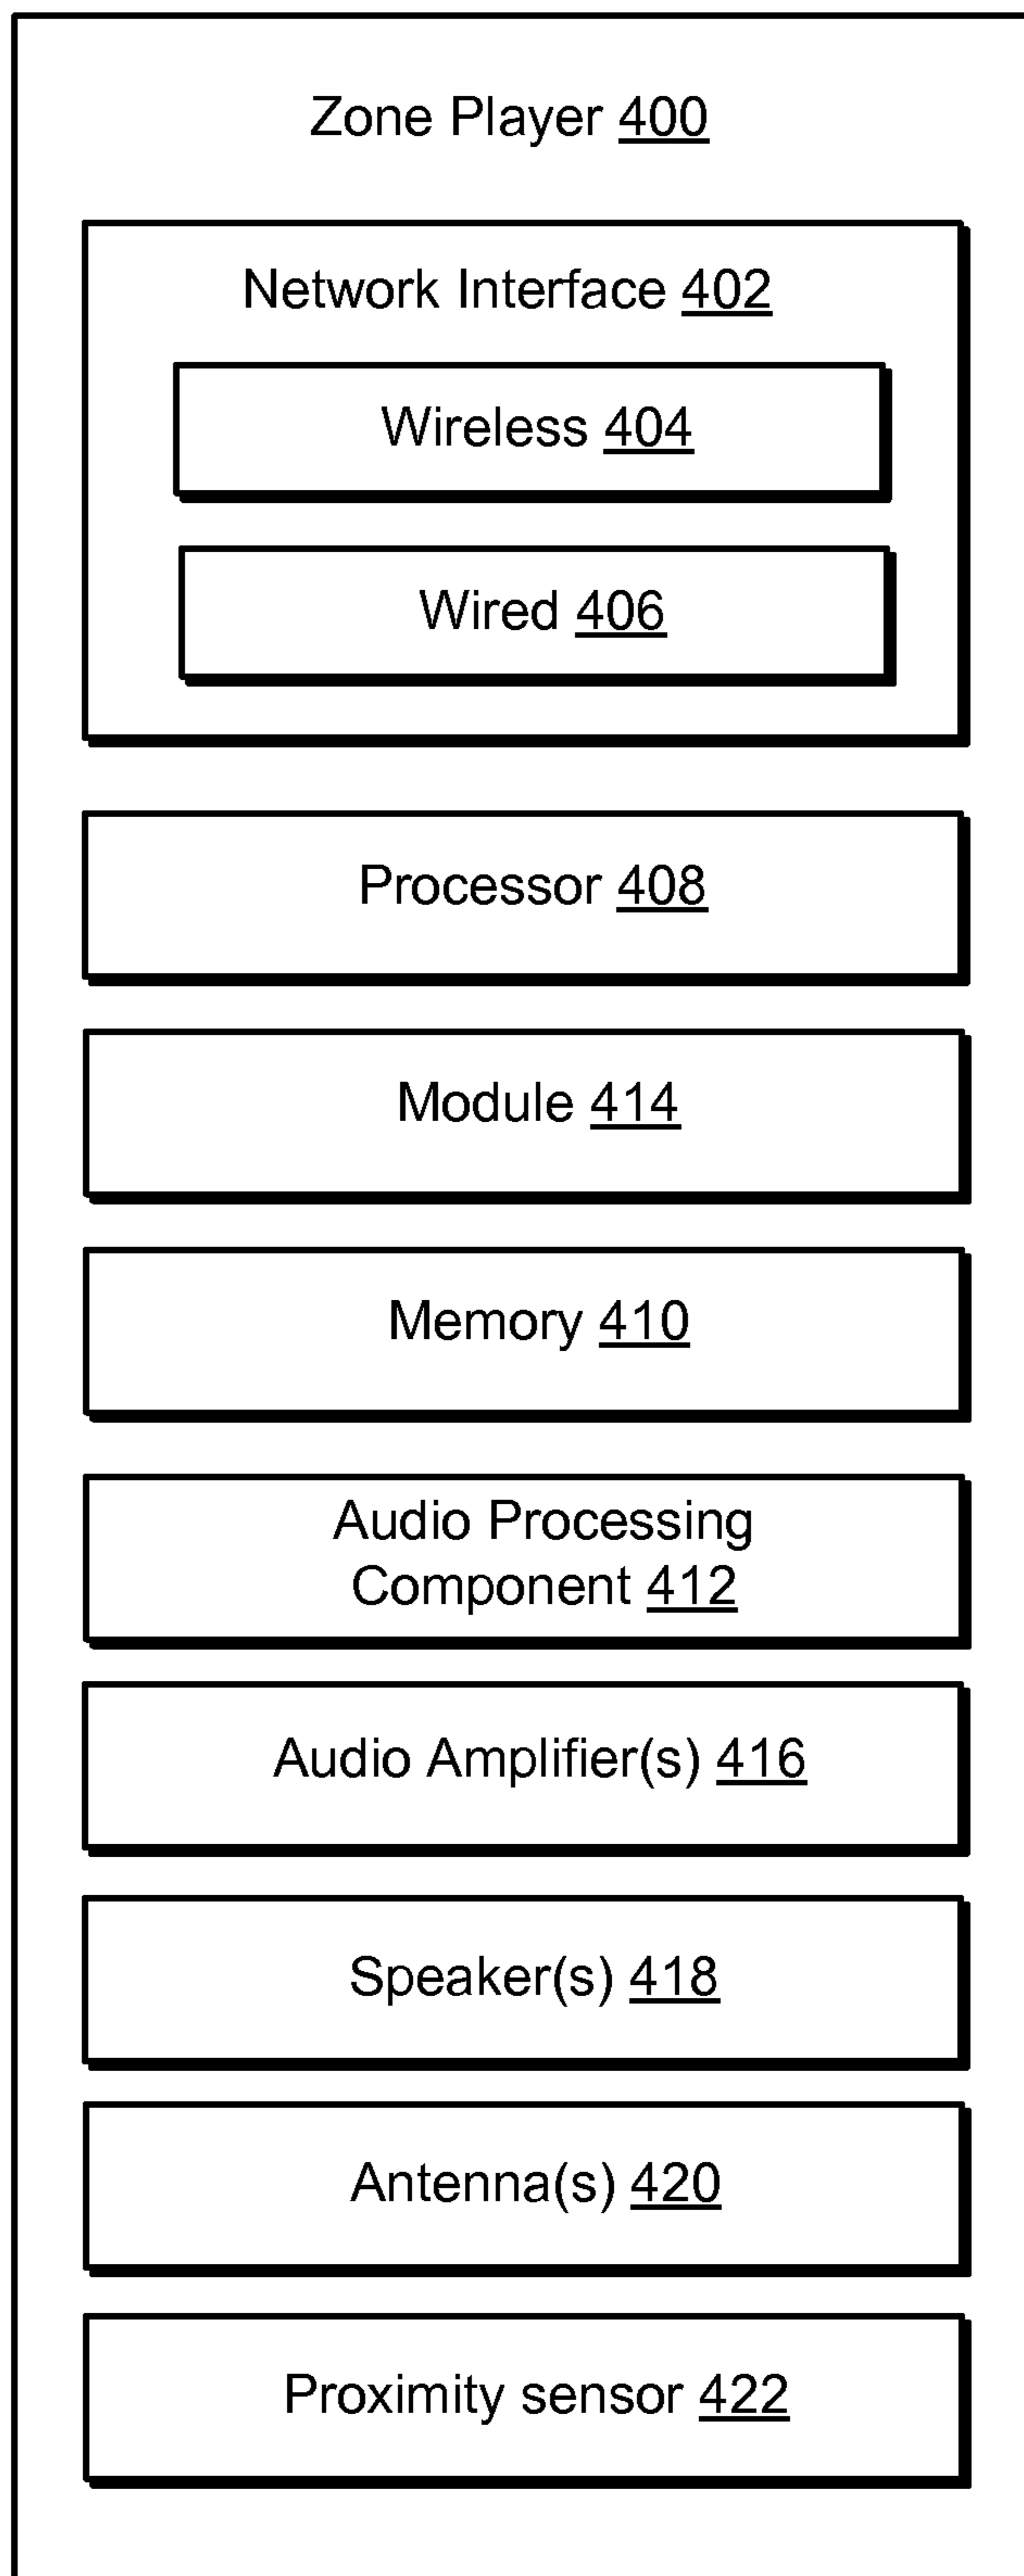 Zone Player 400
Network Interface 402
Wireless 404
Wired 406
Processor 408
Module 414
Memory 410
Audio Processing
Component 412
Audio Amplifier(s) 416
Speaker(s) 418
Antenna(s) 420
Proximity sensor 422